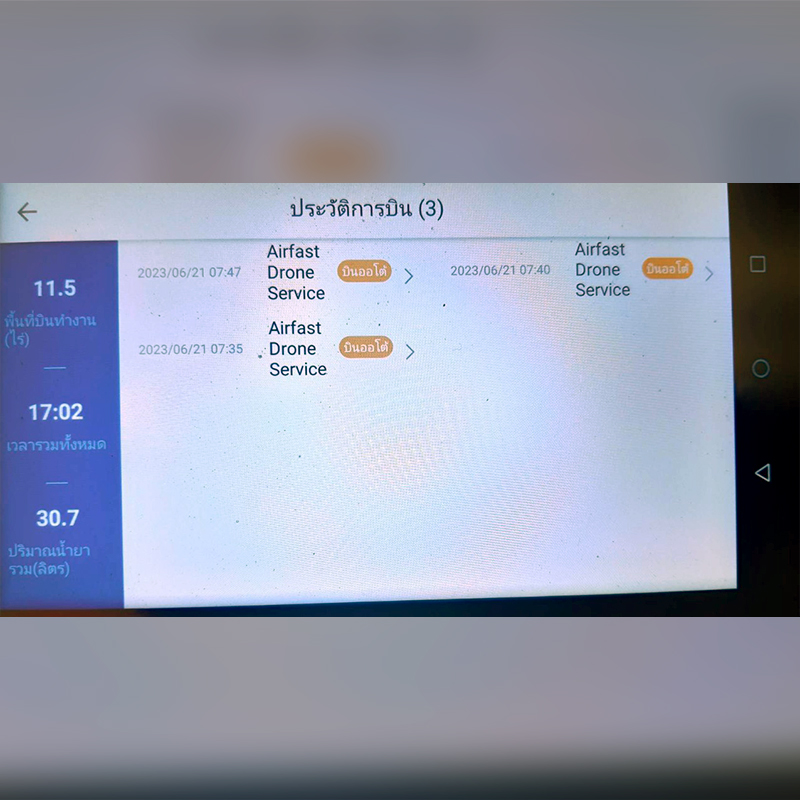 ประวัติการบิน (3)
11.5
พื้นที่บินทำงาน
(ไร่)
17:02
เวลารวมทั้งหมด
30.7
ปริมาณน้ำยา
รวม(ลิตร)
2023/06/21 07:47
Airfast
Drone
Service
บินออโต้
2023/06/21 07:40
Airfast
Drone
Service
บินออโต้
2023/06/21 07:35
Airfast
Drone
Service
บินออโต้